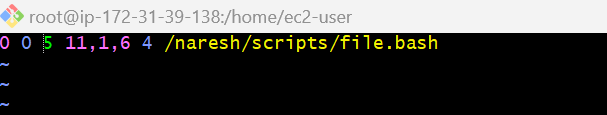 root@ip-172-31-39-138:/home/ec2-user
0 0 5 11,1,6 4 /naresh/scripts/file.bash
~
~
~